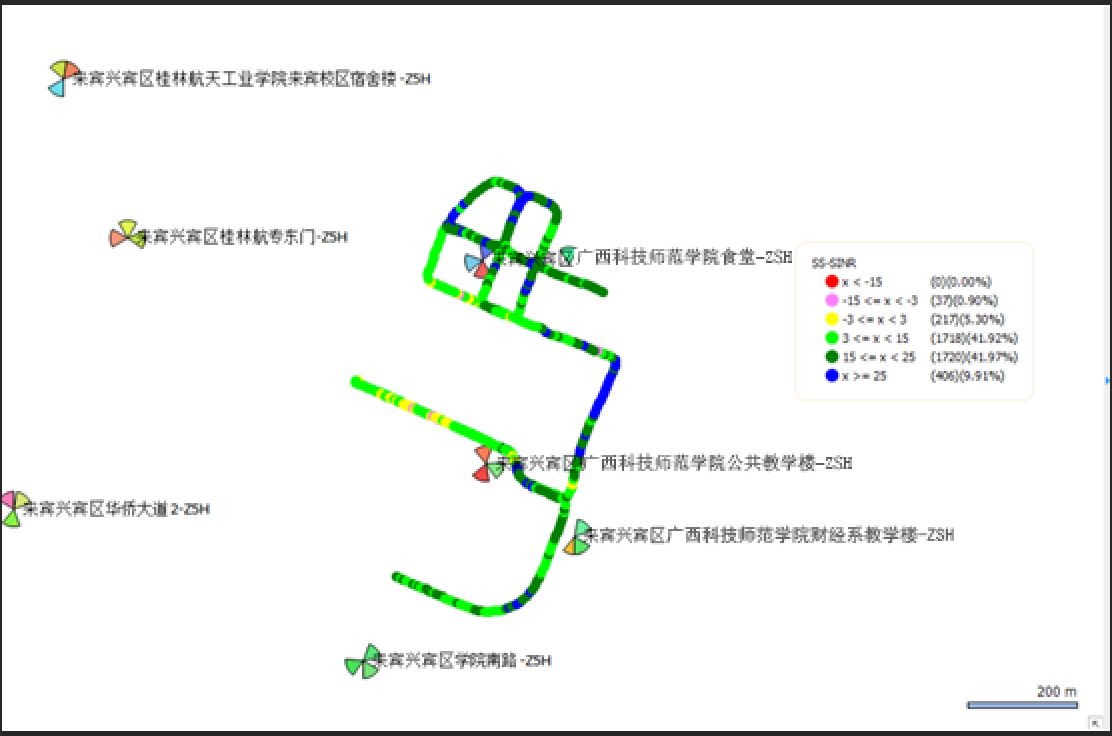 来宾兴宾区桂林航天工业学院来宾校区宿舍楼-ZSH
来宾兴宾区桂林航专东门-ZSH
来宾兴宾区广西科技师范学院食堂-ZSH
SS-SINR
x < -15 (0)(0.00%)
-15 <= x < -3 (37)(0.90%)
-3 <= x < 3 (217)(5.30%)
3 <= x < 15 (1718)(41.92%)
15 <= x < 25 (1720)(41.97%)
x >= 25 (406)(9.91%)
来宾兴宾区广西科技师范学院公共教学楼-ZSH
来宾兴宾区华侨大道2-ZSH
来宾兴宾区广西科技师范学院财经系教学楼-ZSH
来宾兴宾区学院南路-ZSH
200 m